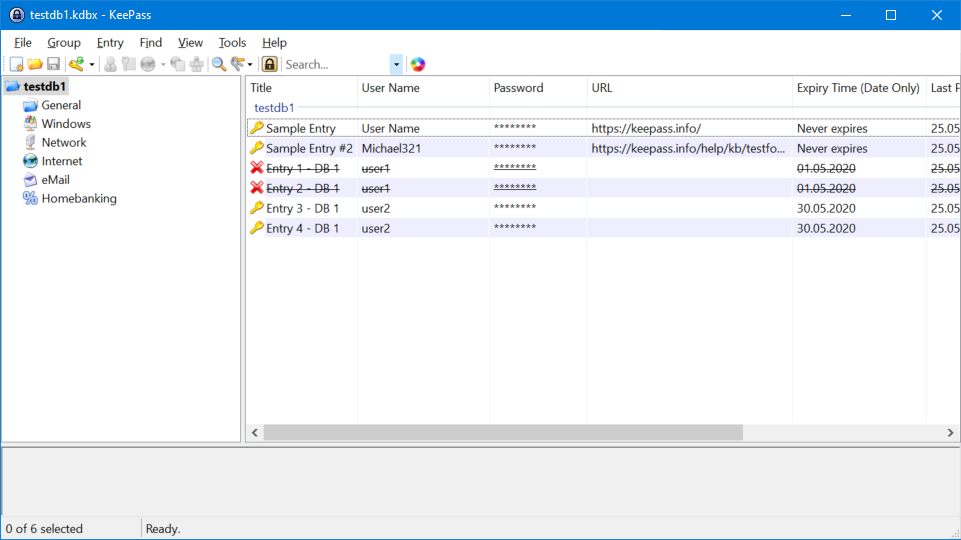 testdb1.kdbx - KeePass
File Group Entry Find View Tools Help
Search...
testdb1
General
Windows
Network
Internet
eMail
Homebanking
Title User Name Password URL Expiry Time (Date Only) Last P
testdb1
Sample Entry User Name ******** https://keepass.info/ Never expires 25.05
Sample Entry #2 Michael321 ******** https://keepass.info/help/kb/testfo... Never expires 25.05
Entry 1 - DB 1 user1 ******** 01.05.2020 25.05
Entry 2 - DB 1 user1 ******** 01.05.2020 25.05
Entry 3 - DB 1 user2 ******** 30.05.2020 25.05
Entry 4 - DB 1 user2 ******** 30.05.2020 25.05
0 of 6 selected Ready.